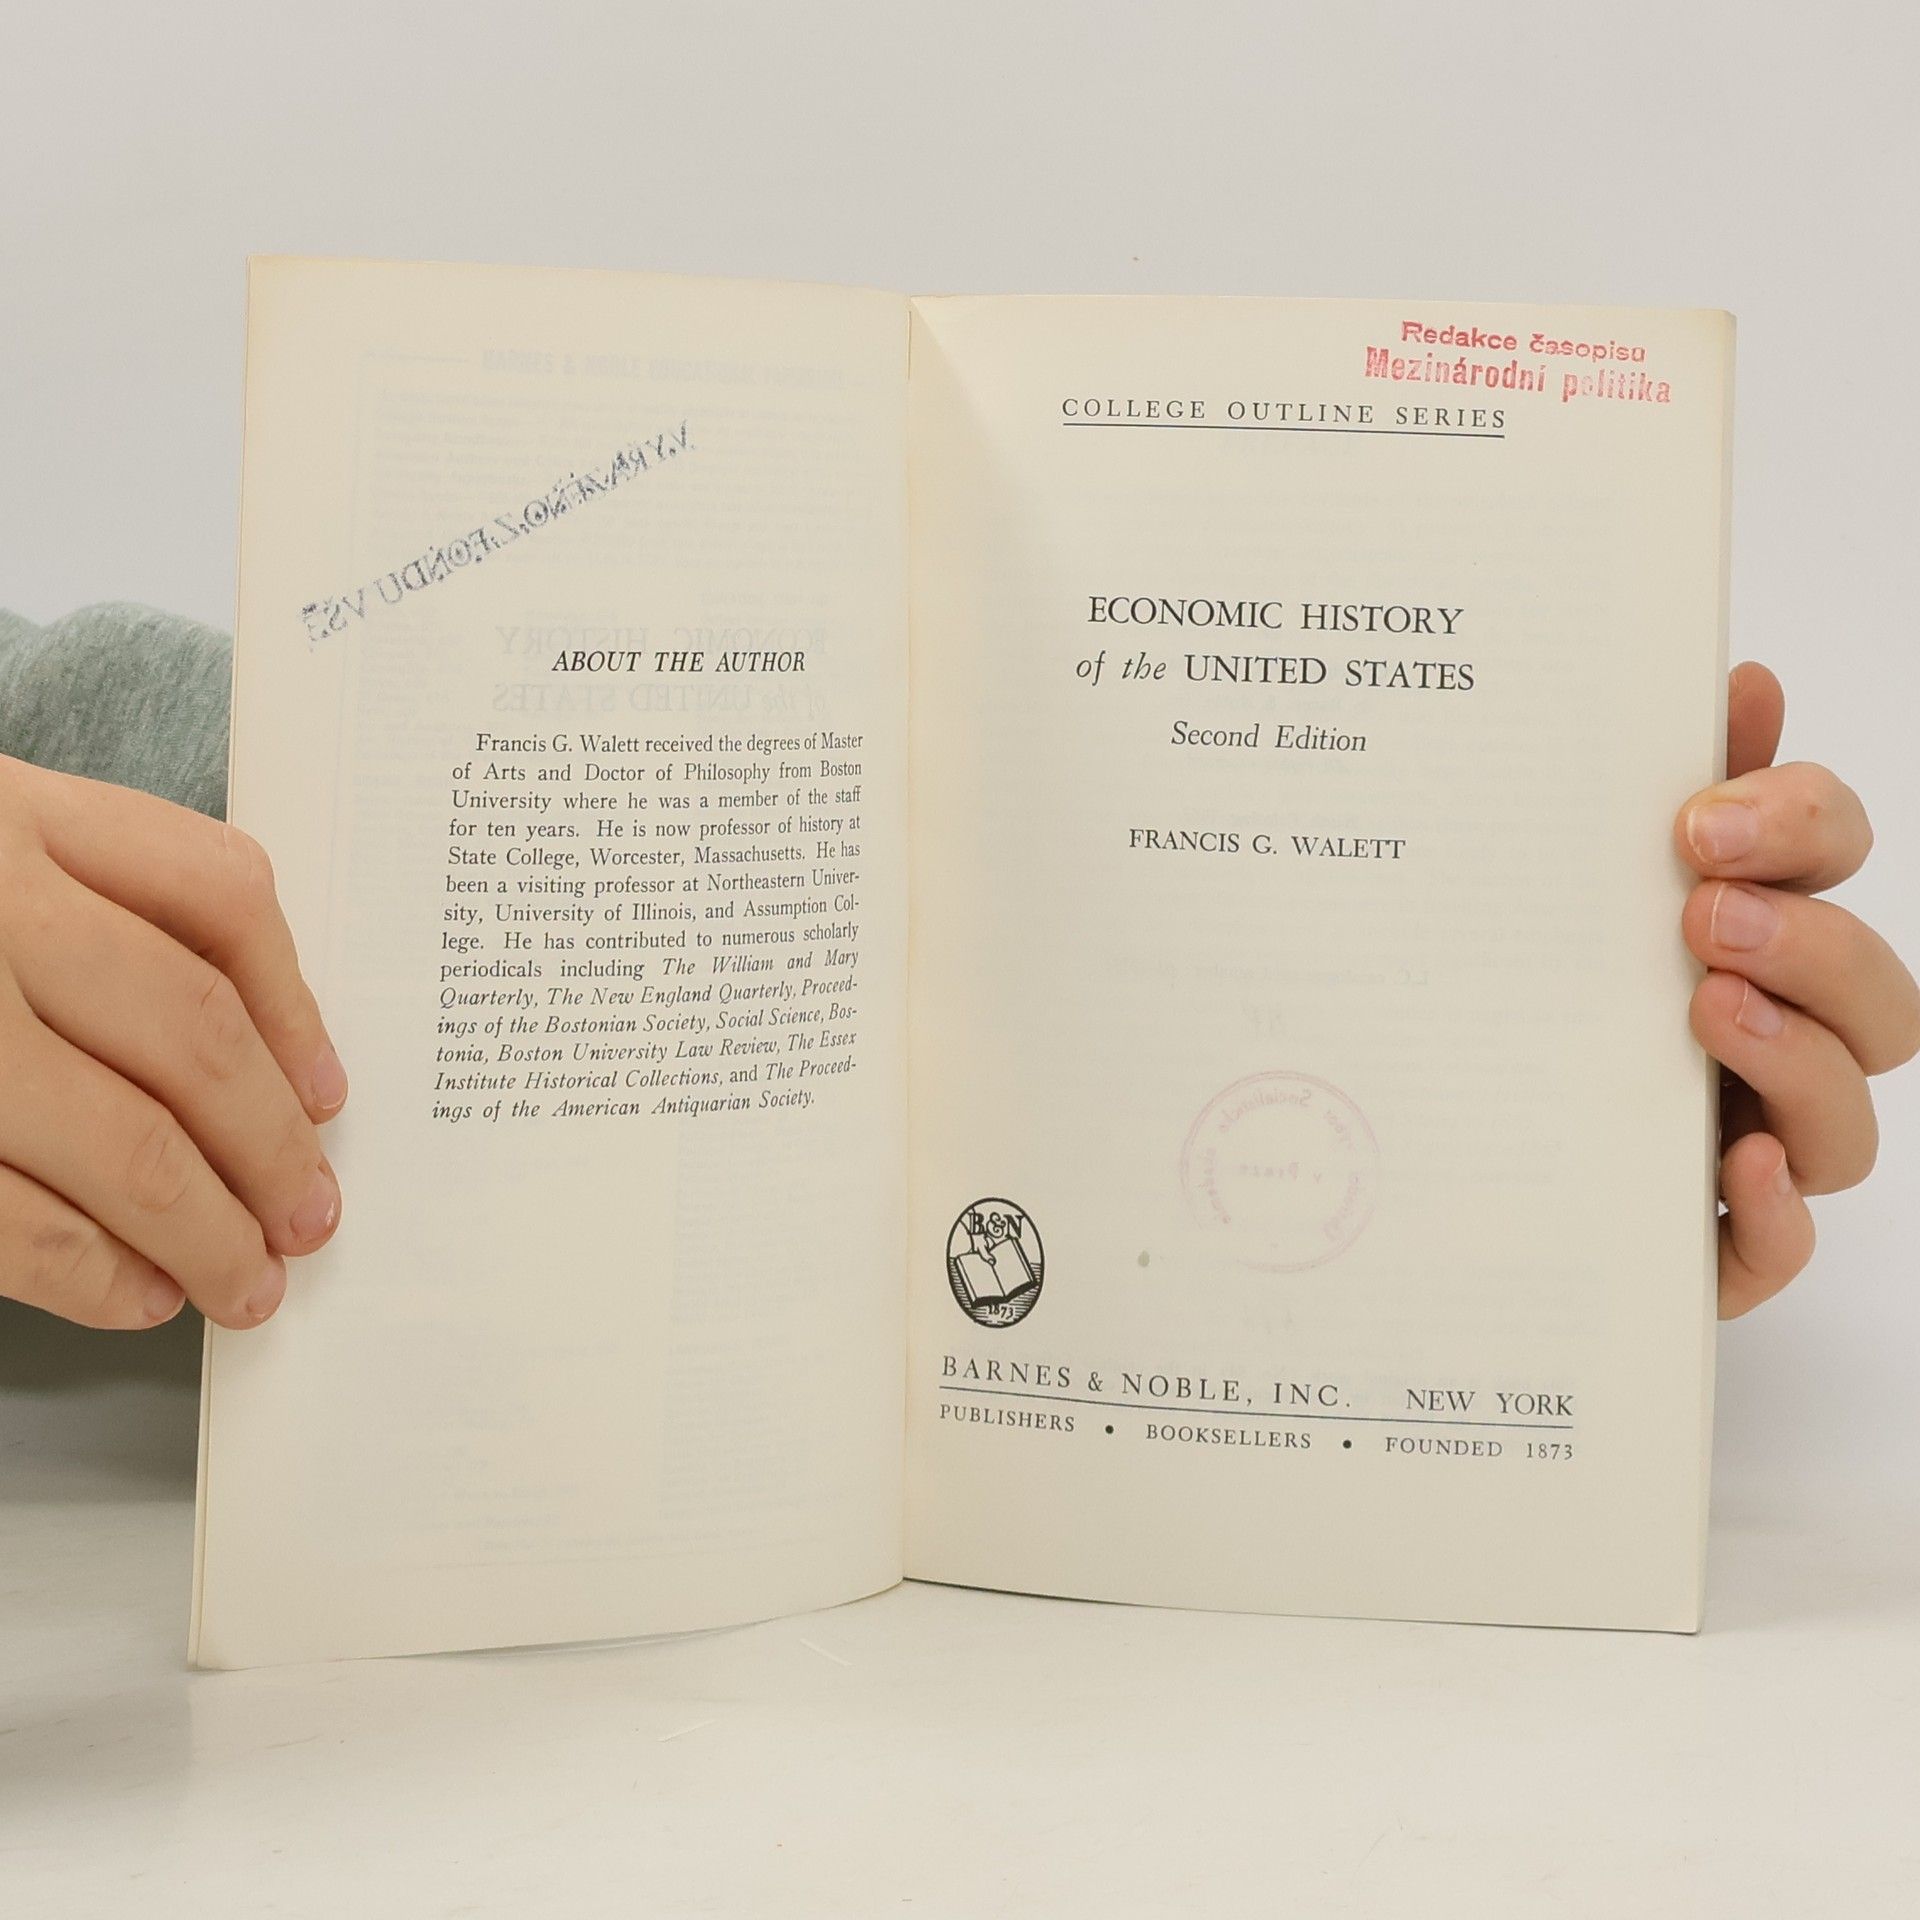 VYŘAZENO Z FONDU VŠE
ABOUT THE AUTHOR
Francis G. Walett received the degrees of Master
of Arts and Doctor of Philosophy from Boston
University where he was a member of the staff
for ten years. He is now professor of history at
State College, Worcester, Massachusetts. He has
been a visiting professor at Northeastern Univer-
sity, University of Illinois, and Assumption Col-
lege. He has contributed to numerous scholarly
periodicals including The William and Mary
Quarterly, The New England Quarterly, Proceed-
ings of the Bostonian Society, Social Science, Bos-
tonia, Boston University Law Review, The Essex
Institute Historical Collections, and The Proceed-
ings of the American Antiquarian Society.
Redakce časopisů
Mezinárodní politika
COLLEGE OUTLINE SERIES
ECONOMIC HISTORY
of the UNITED STATES
Second Edition
FRANCIS G. WALETT
B&N
1873
BARNES & NOBLE, INC. NEW YORK
PUBLISHERS • BOOKSELLERS • FOUNDED 1873